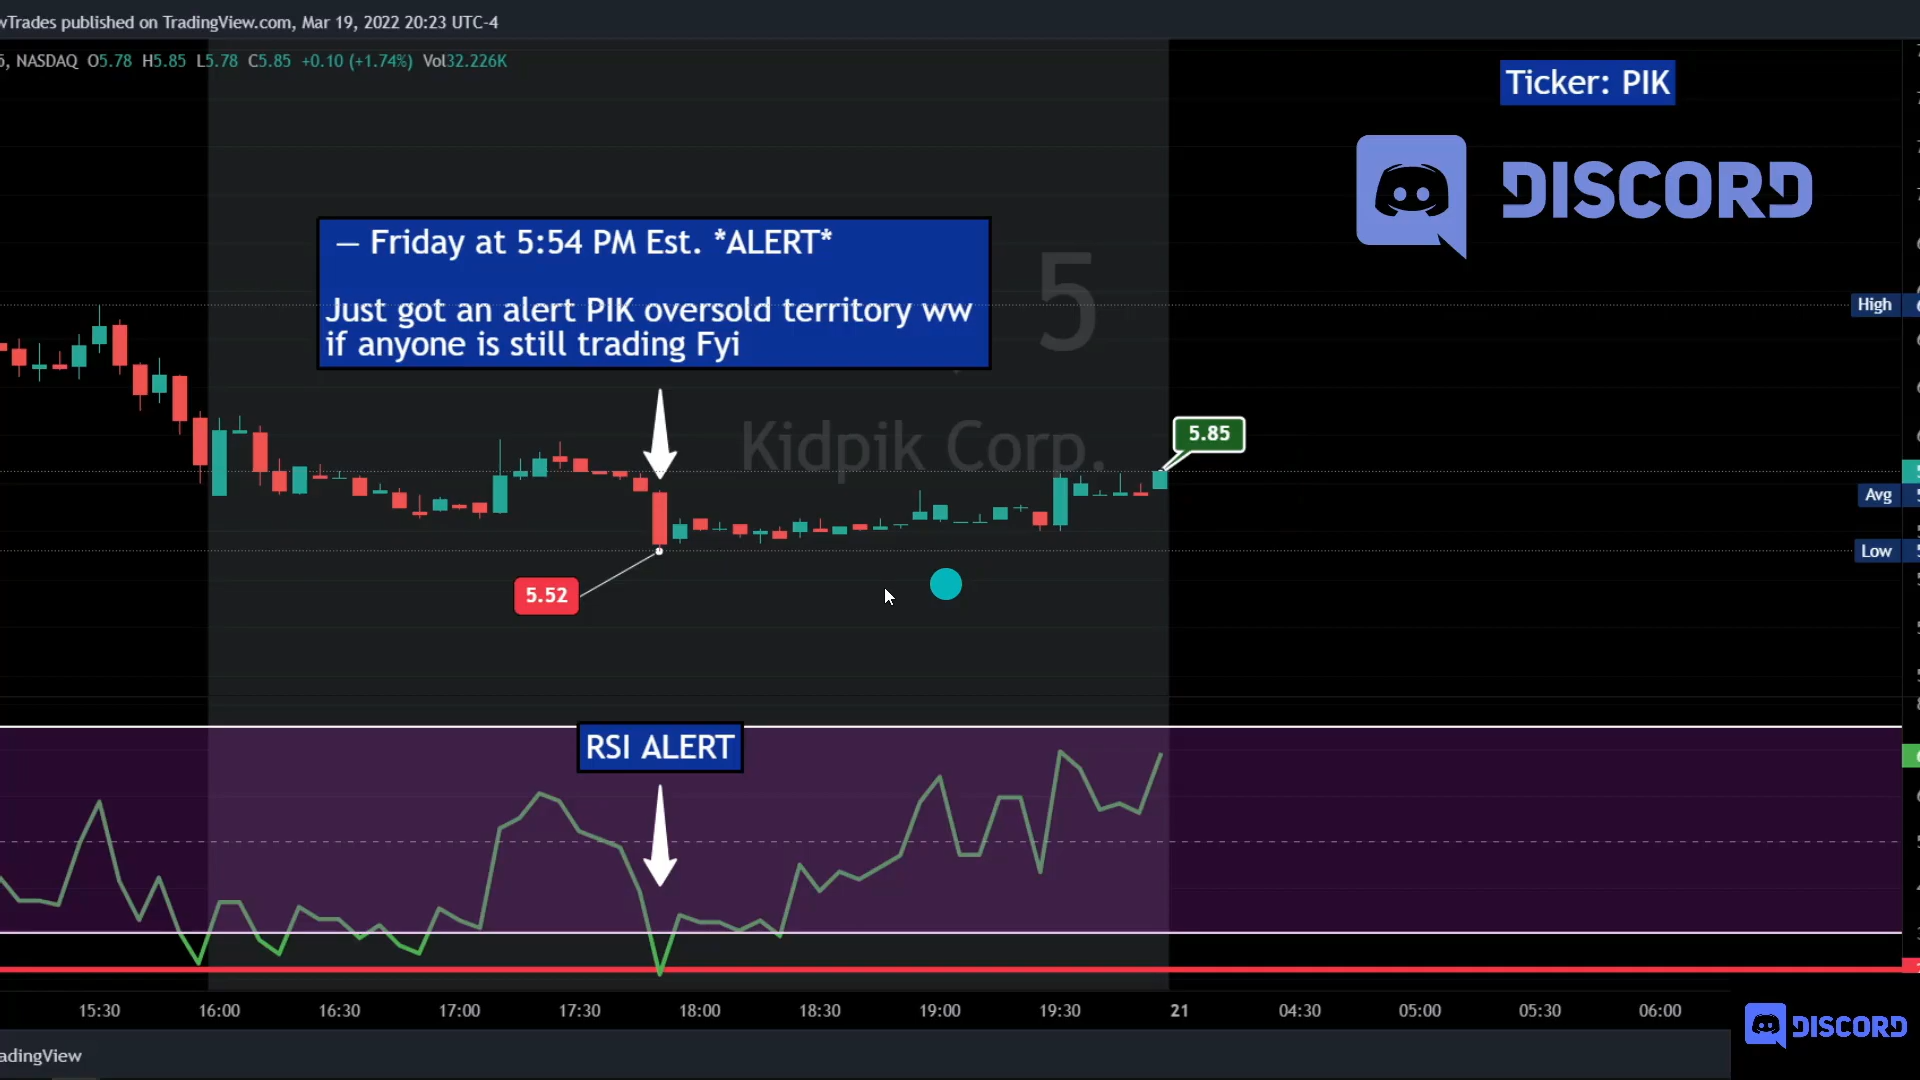 wTrades published on TradingView.com, Mar 19, 2022 20:23 UTC-4
5, NASDAQ O5.78 H5.85 L5.78 C5.85 +0.10 (+1.74%) Vol32.226K
Ticker: PIK
DISCORD
— Friday at 5:54 PM Est. *ALERT*
Just got an alert PIK oversold territory ww
if anyone is still trading Fyi
5
Kidpik Corp.
High
5.85
Avg
Low
5.52
RSI ALERT
15:30 16:00 16:30 17:00 17:30 18:00 18:30 19:00 19:30 21 04:30 05:00 05:30 06:00
DISCORD
adingView